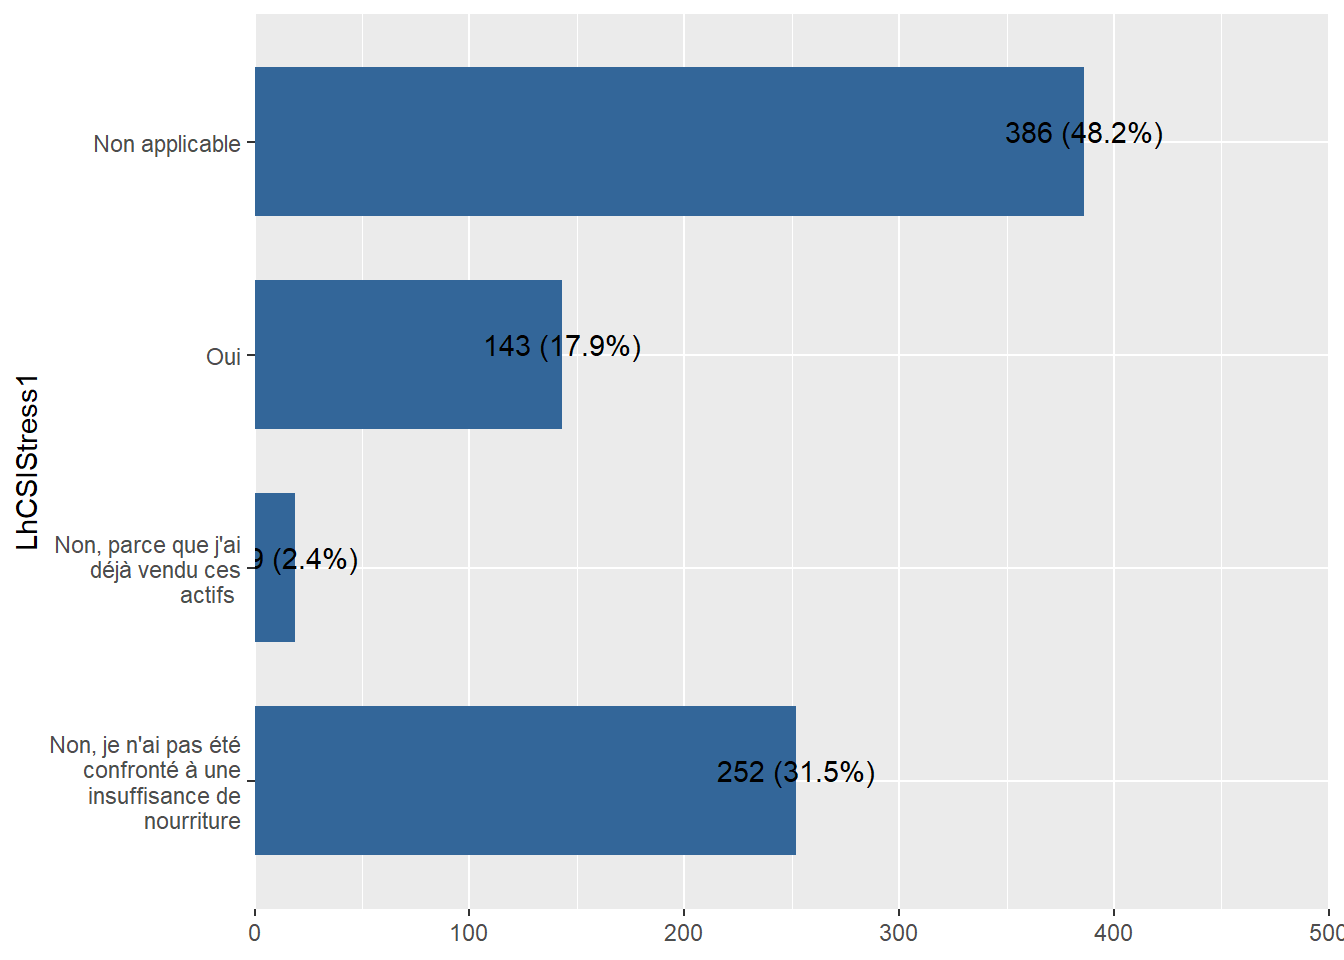 LhCSIStress1
Non applicable
386 (48.2%)
Oui
143 (17.9%)
Non, parce que j'ai
déjà vendu ces
actifs
9 (2.4%)
Non, je n'ai pas été
confronté à une
insuffisance de
nourriture
252 (31.5%)
0 100 200 300 400 500